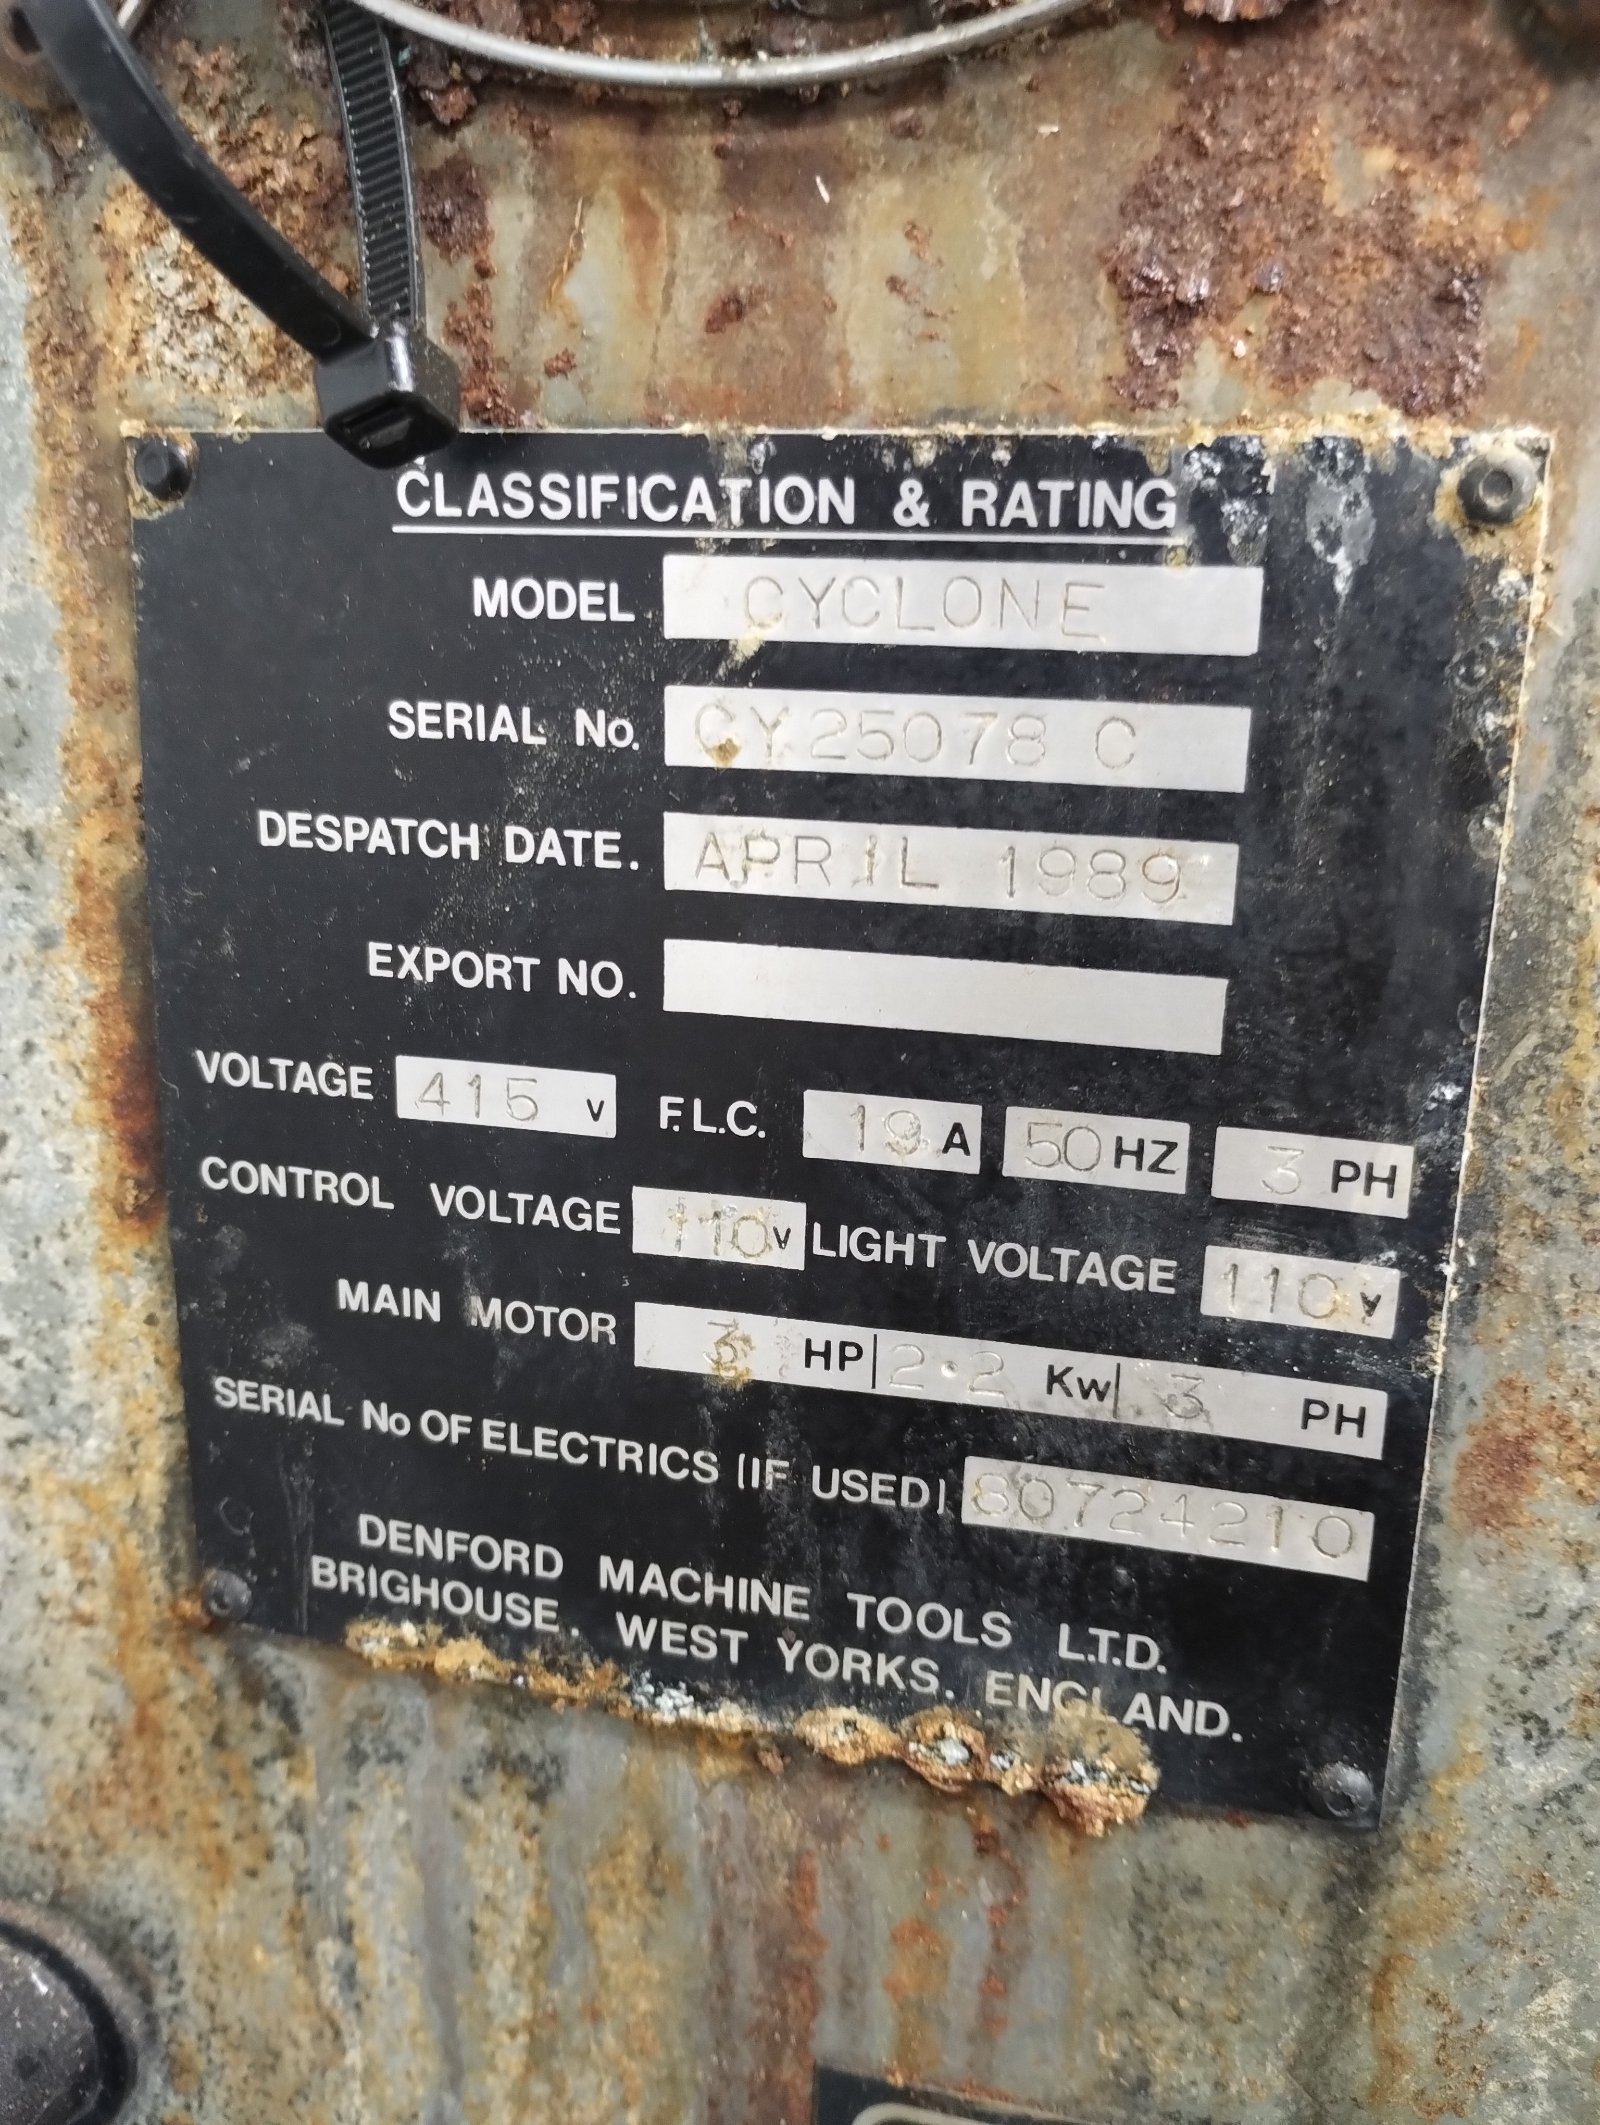 CLASSIFICATION & RATING
MODEL CYCLONE
SERIAL No. CY25078 C
DESPATCH DATE. APRIL 1989
EXPORT NO.
VOLTAGE 415 V F.L.C. 19 A 50 HZ 3 PH
CONTROL VOLTAGE 110 V LIGHT VOLTAGE 110 V
MAIN MOTOR 3 HP | 2.2 Kw | 3 PH
SERIAL No OF ELECTRICS (IF USED) 80724210
DENFORD MACHINE TOOLS L.T.D.
BRIGHOUSE. WEST YORKS. ENGLAND.